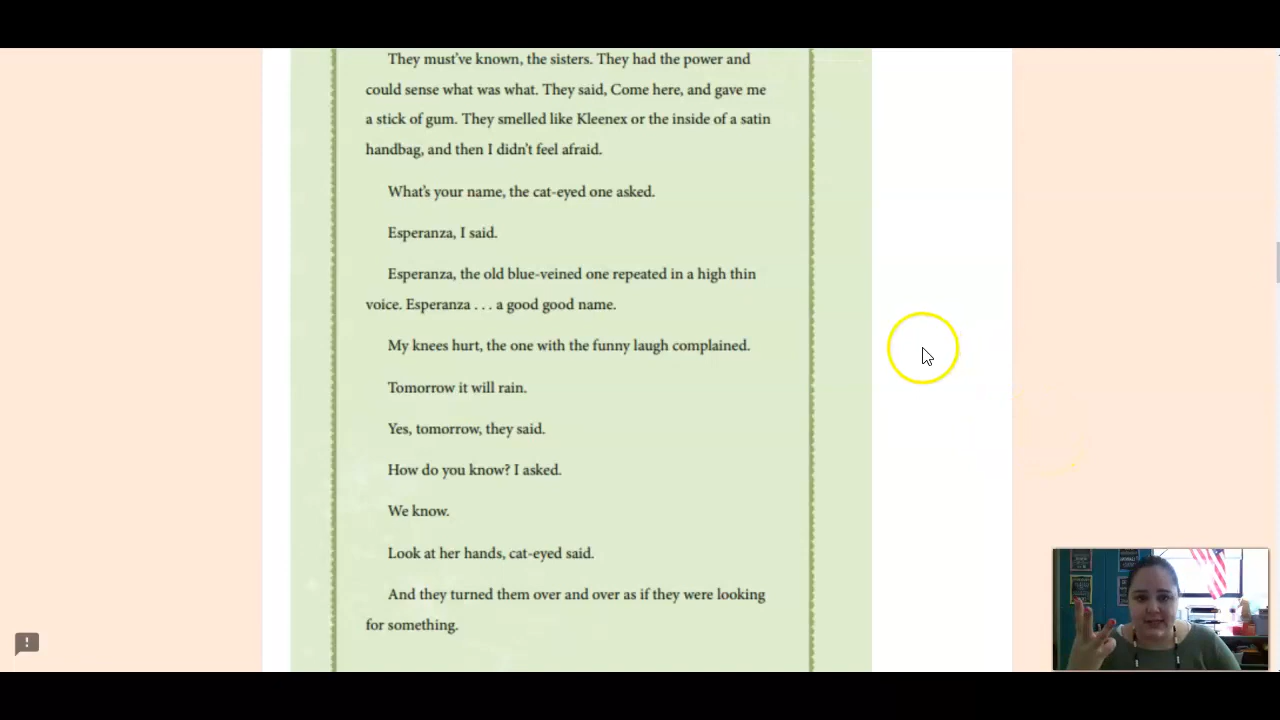 They must've known, the sisters. They had the power and
could sense what was what. They said, Come here, and gave me
a stick of gum. They smelled like Kleenex or the inside of a satin
handbag, and then I didn't feel afraid.
What's your name, the cat-eyed one asked.
Esperanza, I said.
Esperanza, the old blue-veined one repeated in a high thin
voice. Esperanza . . . a good good name.
My knees hurt, the one with the funny laugh complained.
Tomorrow it will rain.
Yes, tomorrow, they said.
How do you know? I asked.
We know.
Look at her hands, cat-eyed said.
And they turned them over and over as if they were looking
for something.